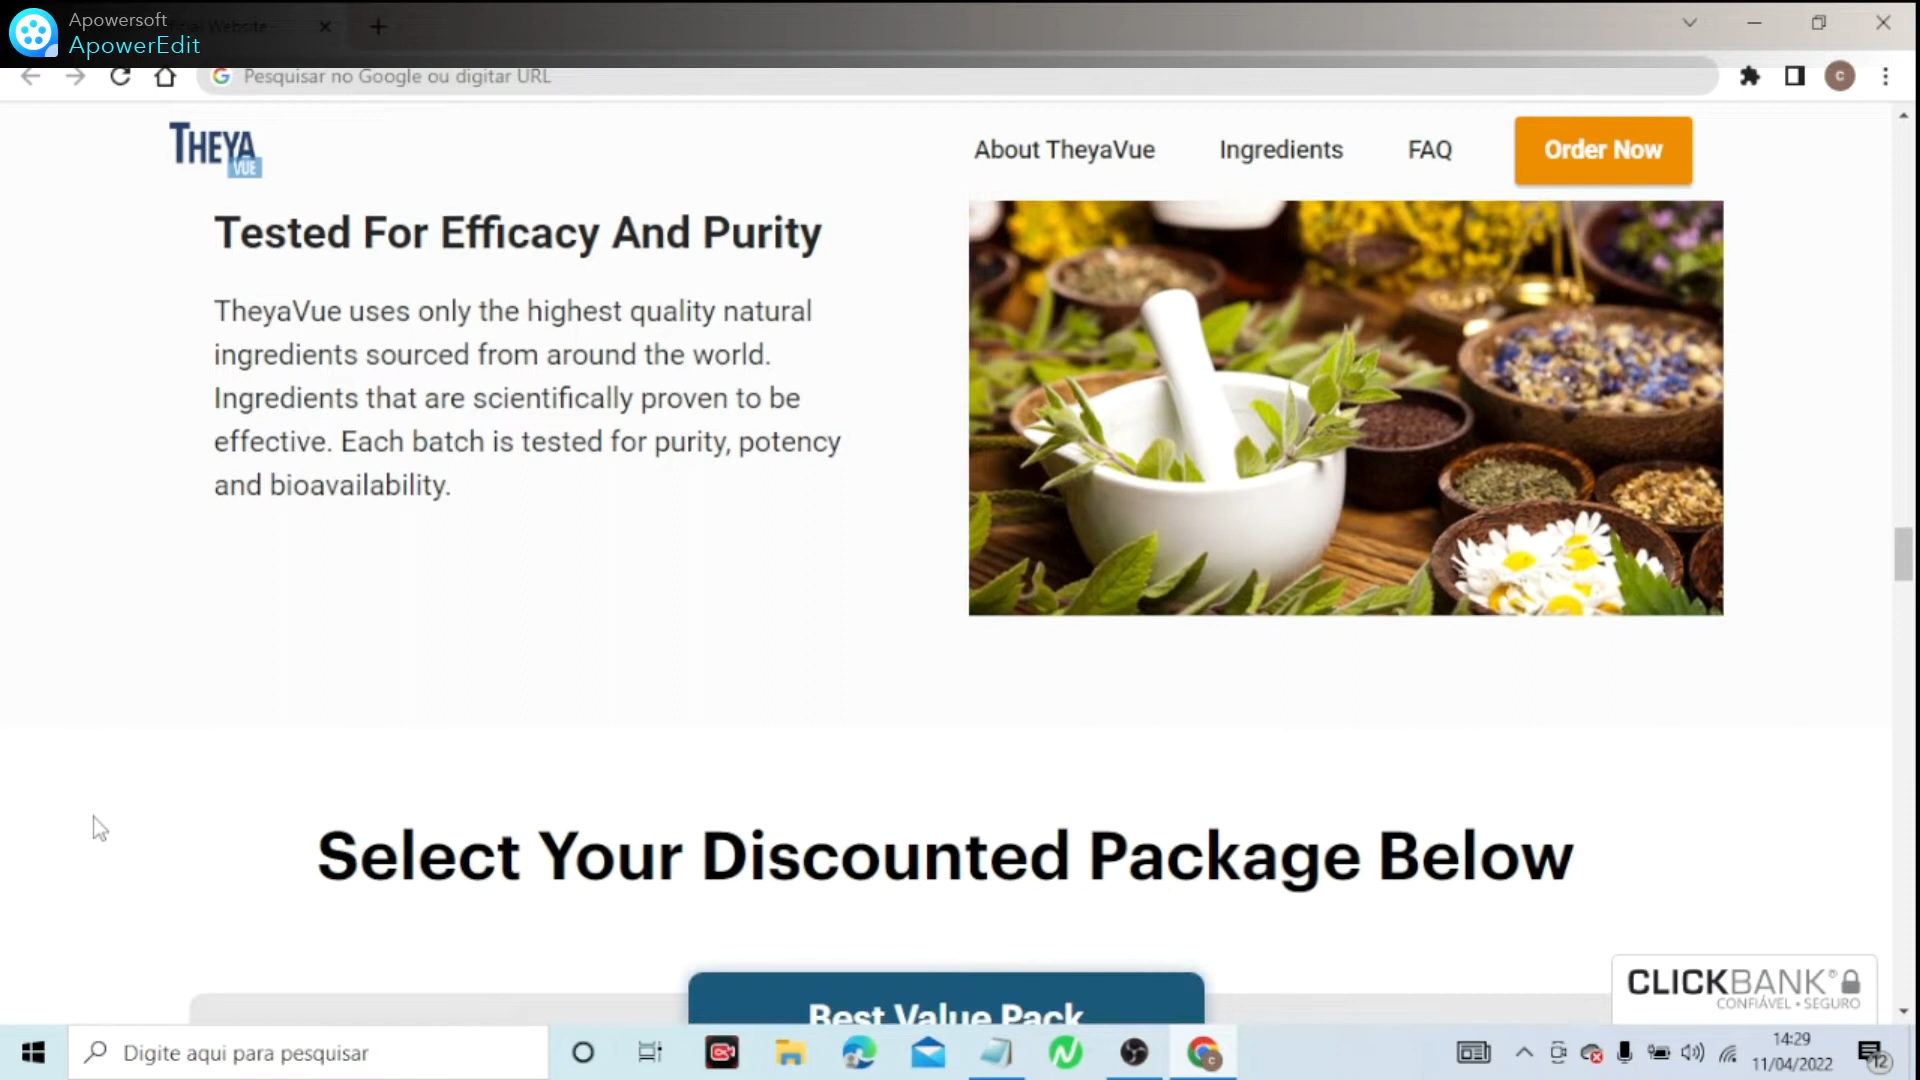 Apowersoft
ApowerEdit
Website
Pesquisar no Google ou digitar URL
C
THEYA
VUE
About TheyaVue
Ingredients
FAQ
Order Now
Tested For Efficacy And Purity
TheyaVue uses only the highest quality natural
ingredients sourced from around the world.
Ingredients that are scientifically proven to be
effective. Each batch is tested for purity, potency
and bioavailability.
Select Your Discounted Package Below
Best Value Pack
CLICKBANK®
CONFIÁVEL • SEGURO
Digite aqui para pesquisar
14:29
11/04/2022
12